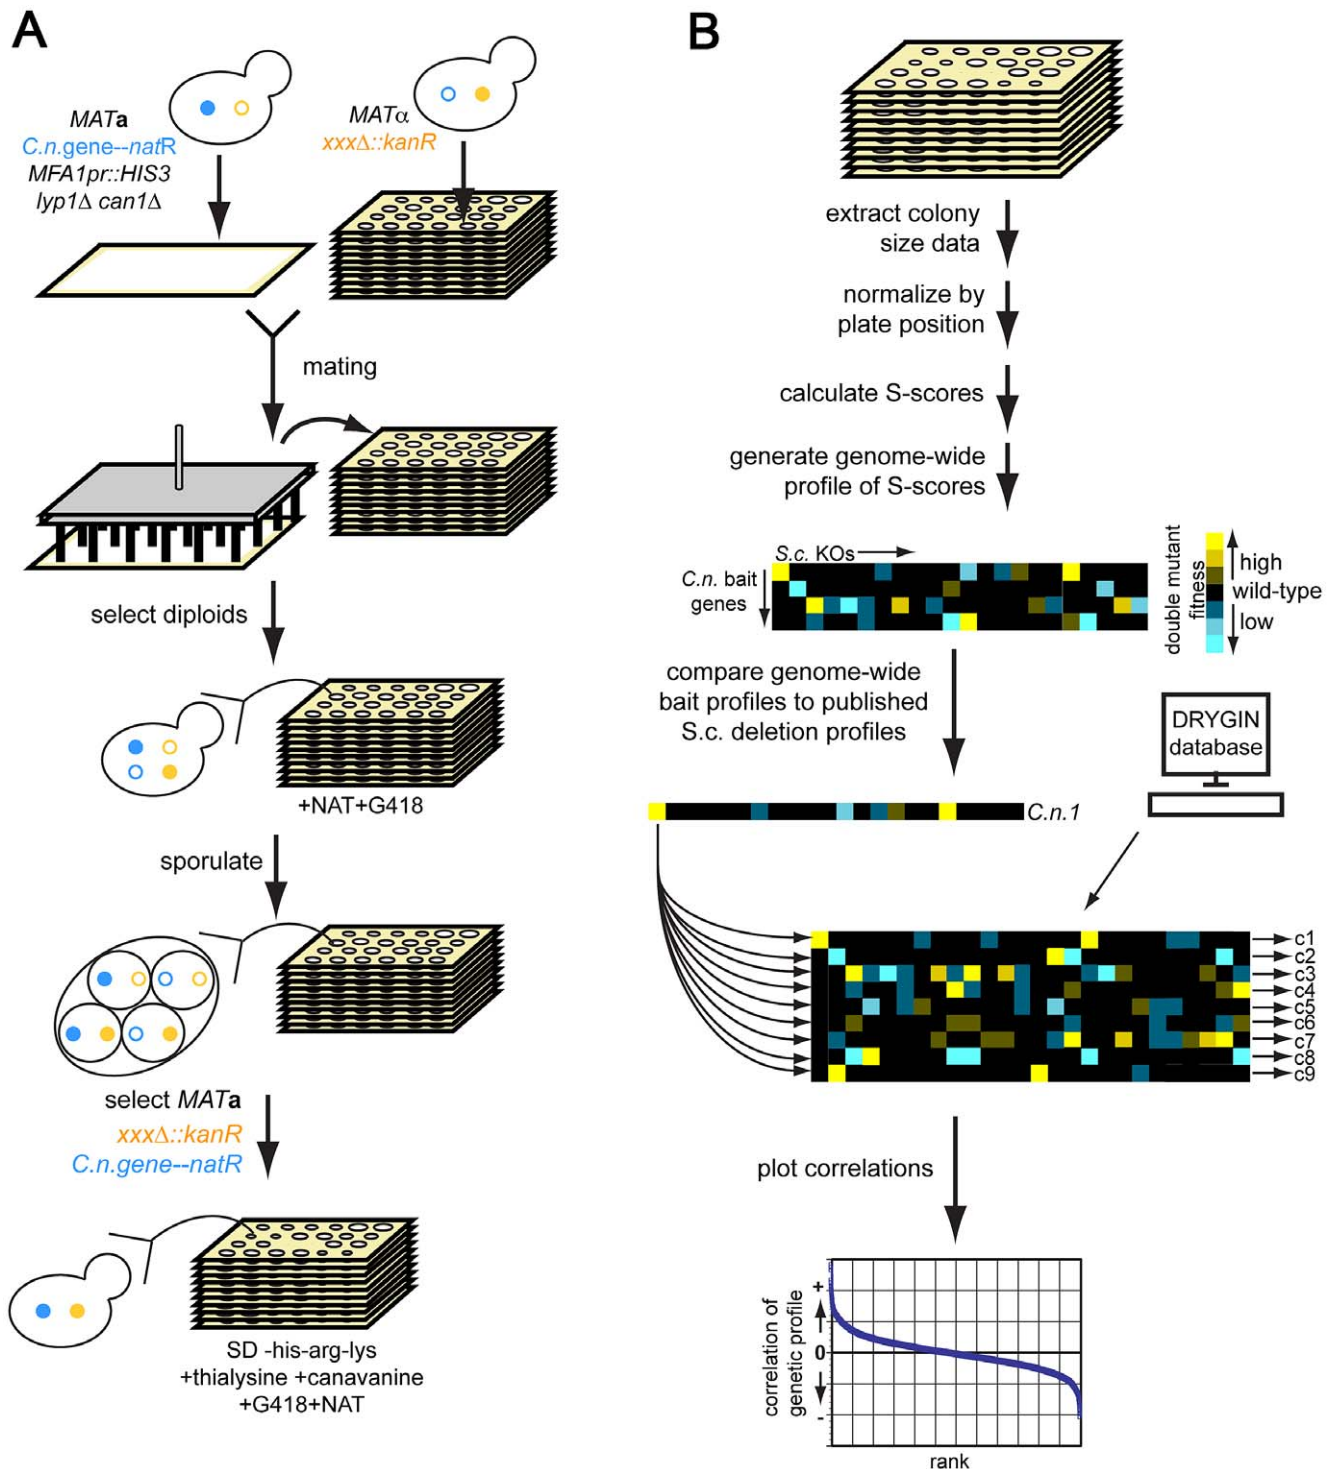 A
MATa
C.n.gene--natR
MFA1pr::HIS3
lyp1Δ can1Δ
MATα
xxxΔ::kanR
mating
select diploids
+NAT+G418
sporulate
select MATa
xxxΔ::kanR
C.n.gene--natR
SD -his-arg-lys
+thialysine +canavanine
+G418+NAT
B
extract colony
size data
normalize by
plate position
calculate S-scores
generate genome-wide
profile of S-scores
S.c. KOs
C.n. bait
genes
double mutant
fitness
high
wild-type
low
compare genome-wide
bait profiles to published
S.c. deletion profiles
DRYGIN
database
C.n.1
c1
c2
c3
c4
c5
c6
c7
c8
c9
plot correlations
correlation of
genetic profile
+
0
-
rank